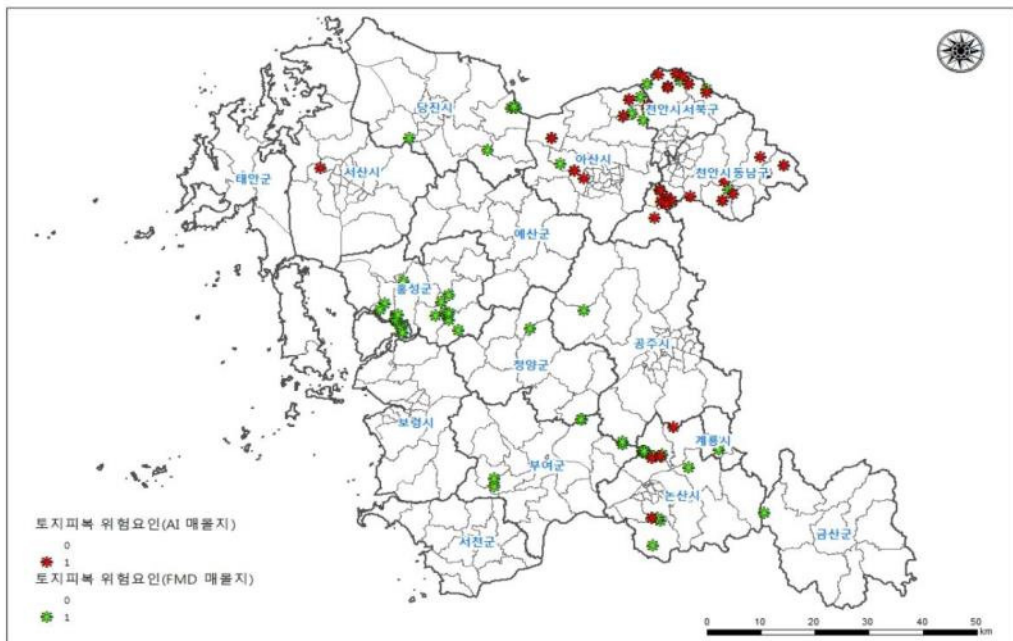 당진시
천안시서북구
아산시
천안시동남구
태안군
서산시
예산군
홍성군
공주시
청양군
보령시
계룡시
부여군
논산시
서천군
금산군
토지피복 위험요인(AI 매몰지)
0
1
토지피복 위험요인(FMD 매몰지)
0
1
0 10 20 30 40 50
km